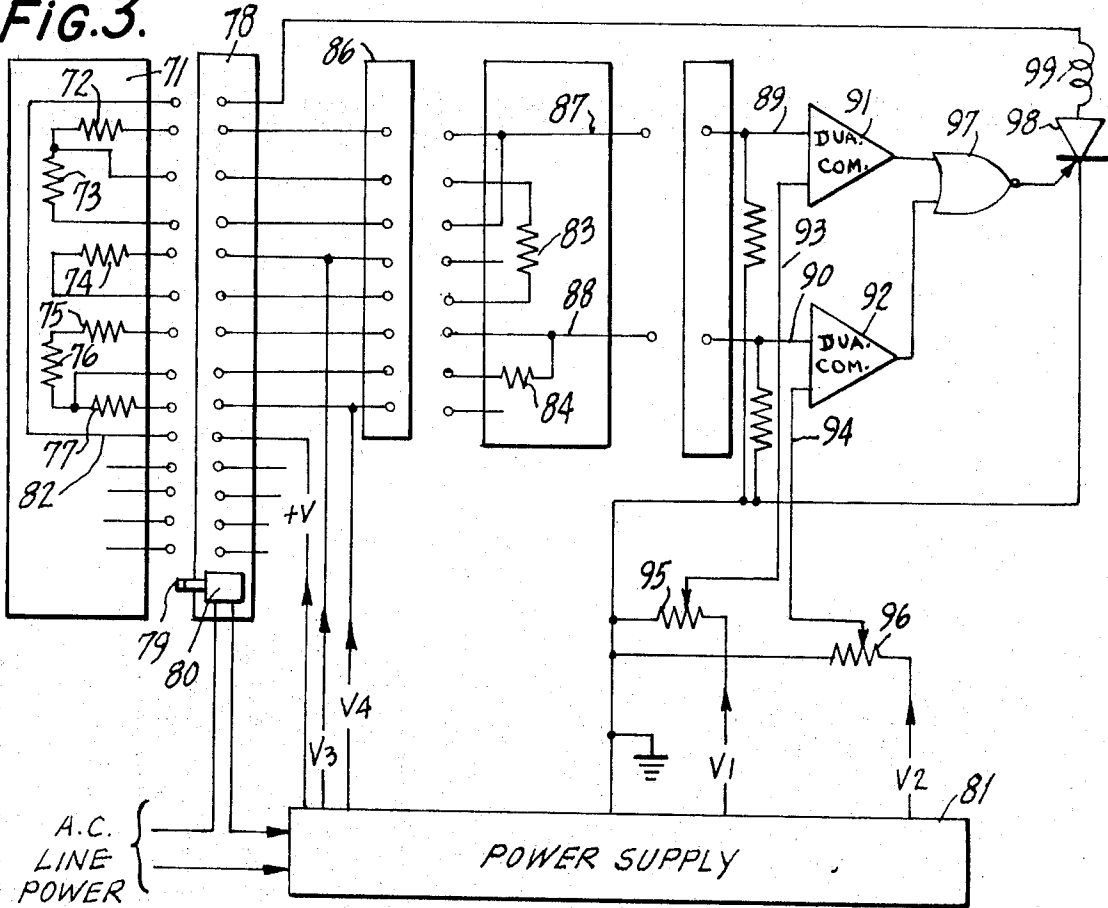 FIG.3.
78
71
72
73
74
75
76
77
82
79
80
86
87
83
88
84
89
91
DUA.
COM.
93
90
92
DUA.
COM.
94
97
98
99
+V
V3
V4
95
96
V1
V2
81
A.C.
LINE
POWER
POWER SUPPLY